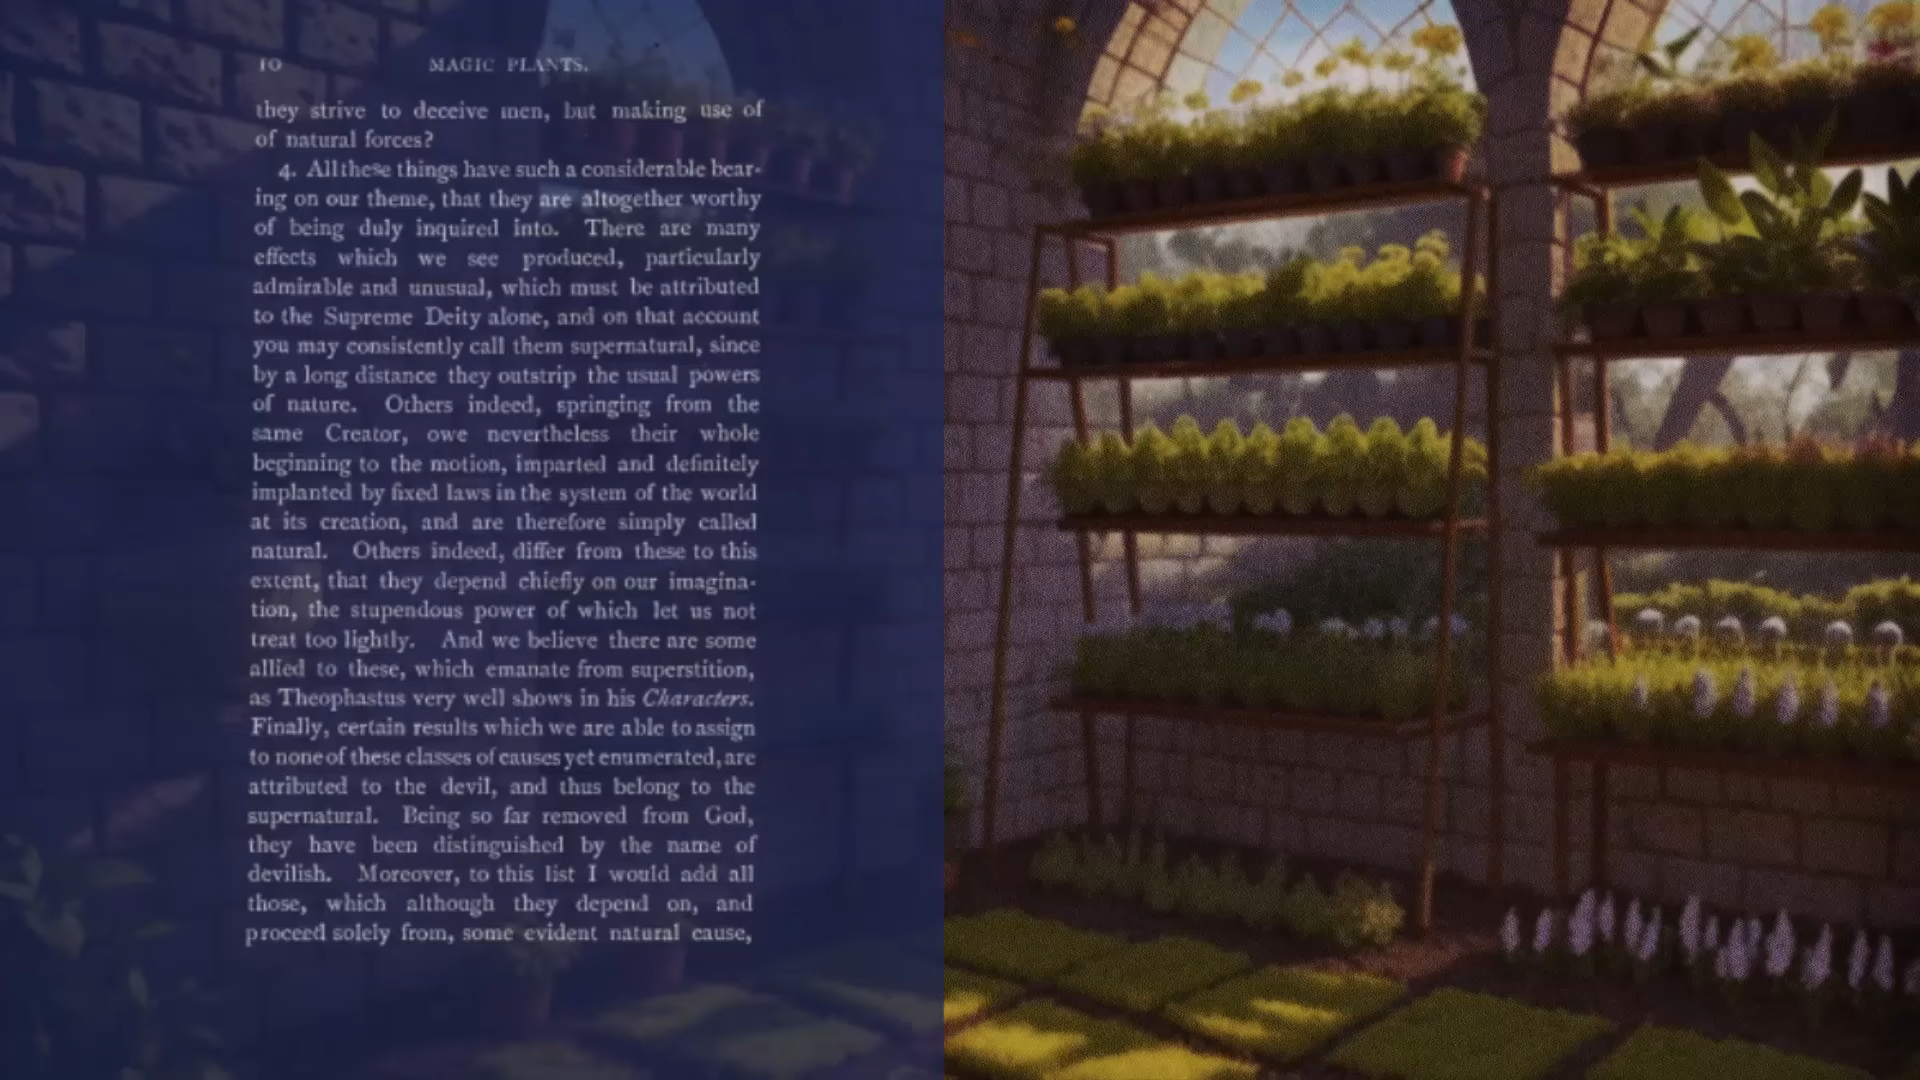 10 MAGIC PLANTS.
they strive to deceive men, but making use of
of natural forces?
4. All these things have such a considerable bear-
ing on our theme, that they are altogether worthy
of being duly inquired into. There are many
effects which we see produced, particularly
admirable and unusual, which must be attributed
to the Supreme Deity alone, and on that account
you may consistently call them supernatural, since
by a long distance they outstrip the usual powers
of nature. Others indeed, springing from the
same Creator, owe nevertheless their whole
beginning to the motion, imparted and definitely
implanted by fixed laws in the system of the world
at its creation, and are therefore simply called
natural. Others indeed, differ from these to this
extent, that they depend chiefly on our imagina-
tion, the stupendous power of which let us not
treat too lightly. And we believe there are some
allied to these, which emanate from superstition,
as Theophastus very well shows in his Characters.
Finally, certain results which we are able to assign
to none of these classes of causes yet enumerated, are
attributed to the devil, and thus belong to the
supernatural. Being so far removed from God,
they have been distinguished by the name of
devilish. Moreover, to this list I would add all
those, which although they depend on, and
proceed solely from, some evident natural cause,